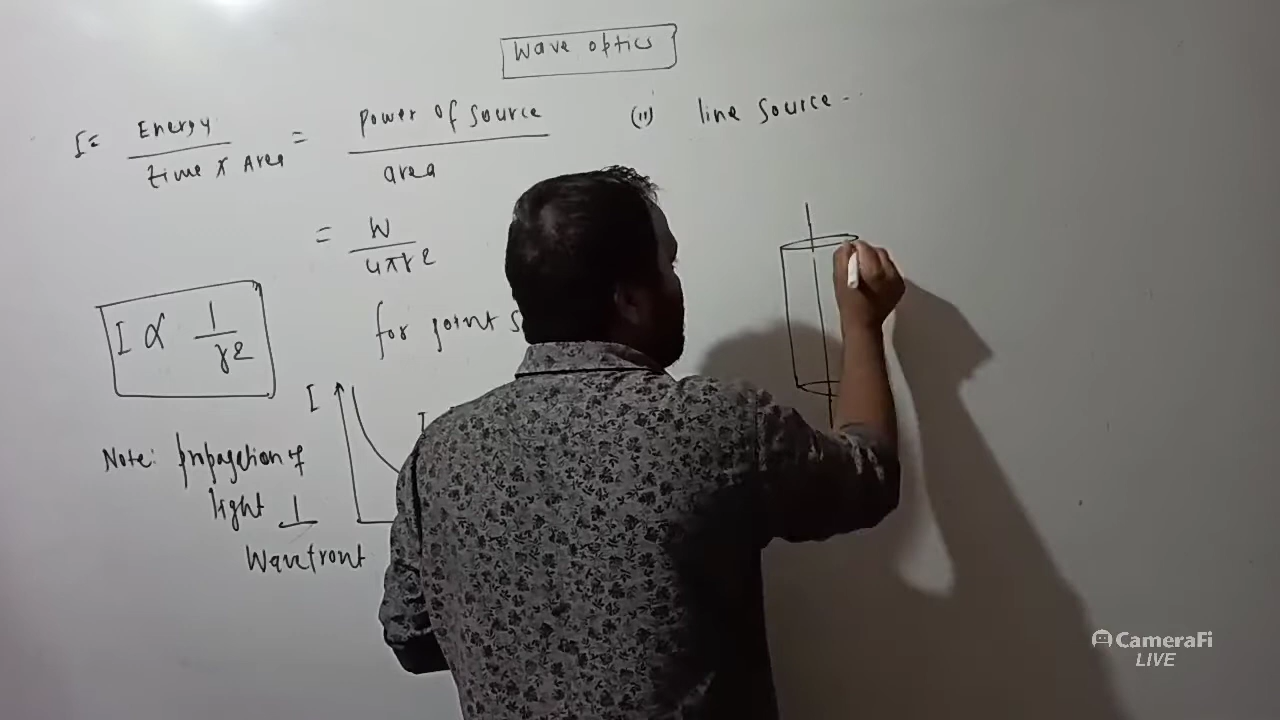 Wave optics
I = Energy / time × Area = Power of source / area
= W / 4πr2
I ∝ 1 / r2
for point s
I
I
Note: propagation of
light ⊥
Wavefront
(ii) line source --
CameraFi
LIVE